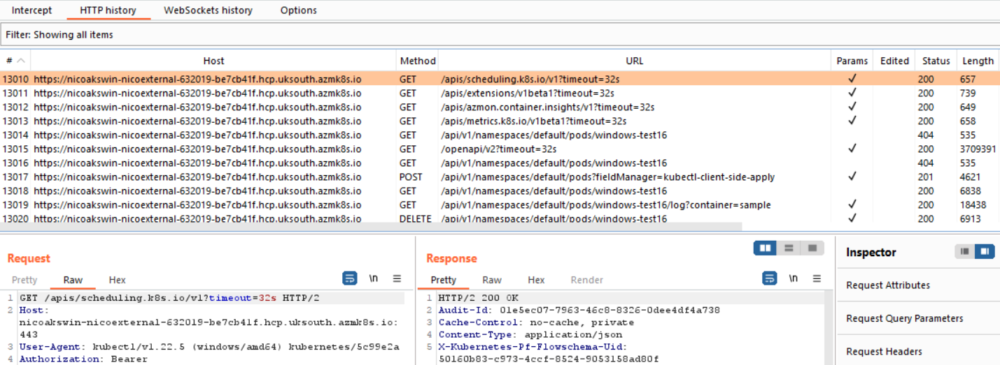 Intercept HTTP history WebSockets history Options
Filter: Showing all items
# Host Method URL Params Edited Status Length
13010 https://nicoakswin-nicoexternal-632019-be7cb41f.hcp.uksouth.azmk8s.io GET /apis/scheduling.k8s.io/v1?timeout=32s ✓ 200 657
13011 https://nicoakswin-nicoexternal-632019-be7cb41f.hcp.uksouth.azmk8s.io GET /apis/extensions/v1beta1?timeout=32s ✓ 200 739
13012 https://nicoakswin-nicoexternal-632019-be7cb41f.hcp.uksouth.azmk8s.io GET /apis/azmon.container.insights/v1?timeout=32s ✓ 200 649
13013 https://nicoakswin-nicoexternal-632019-be7cb41f.hcp.uksouth.azmk8s.io GET /apis/metrics.k8s.io/v1beta1?timeout=32s ✓ 200 658
13014 https://nicoakswin-nicoexternal-632019-be7cb41f.hcp.uksouth.azmk8s.io GET /api/v1/namespaces/default/pods/windows-test16 404 535
13015 https://nicoakswin-nicoexternal-632019-be7cb41f.hcp.uksouth.azmk8s.io GET /openapi/v2?timeout=32s ✓ 200 3709391
13016 https://nicoakswin-nicoexternal-632019-be7cb41f.hcp.uksouth.azmk8s.io GET /api/v1/namespaces/default/pods/windows-test16 404 535
13017 https://nicoakswin-nicoexternal-632019-be7cb41f.hcp.uksouth.azmk8s.io POST /api/v1/namespaces/default/pods?fieldManager=kubectl-client-side-apply ✓ 201 4621
13018 https://nicoakswin-nicoexternal-632019-be7cb41f.hcp.uksouth.azmk8s.io GET /api/v1/namespaces/default/pods/windows-test16 200 6838
13019 https://nicoakswin-nicoexternal-632019-be7cb41f.hcp.uksouth.azmk8s.io GET /api/v1/namespaces/default/pods/windows-test16/log?container=sample ✓ 200 18438
13020 https://nicoakswin-nicoexternal-632019-be7cb41f.hcp.uksouth.azmk8s.io DELETE /api/v1/namespaces/default/pods/windows-test16 ✓ 200 6913
Request
Pretty Raw Hex \n
1 GET /apis/scheduling.k8s.io/v1?timeout=32s HTTP/2
2 Host:
nicoakswin-nicoexternal-632019-be7cb41f.hcp.uksouth.azmk8s.io:
443
3 User-Agent: kubectl/v1.22.5 (windows/amd64) kubernetes/5c99e2a
4 Authorization: Bearer
Response
Pretty Raw Hex Render \n
1 HTTP/2 200 OK
2 Audit-Id: 01e5ec07-7963-46c8-8326-0dee4df4a738
3 Cache-Control: no-cache, private
4 Content-Type: application/json
5 X-Kubernetes-Pf-Flowschema-Uid:
50160b83-c973-4ccf-8524-9053158ad80f
Inspector
Request Attributes
Request Query Parameters
Request Headers